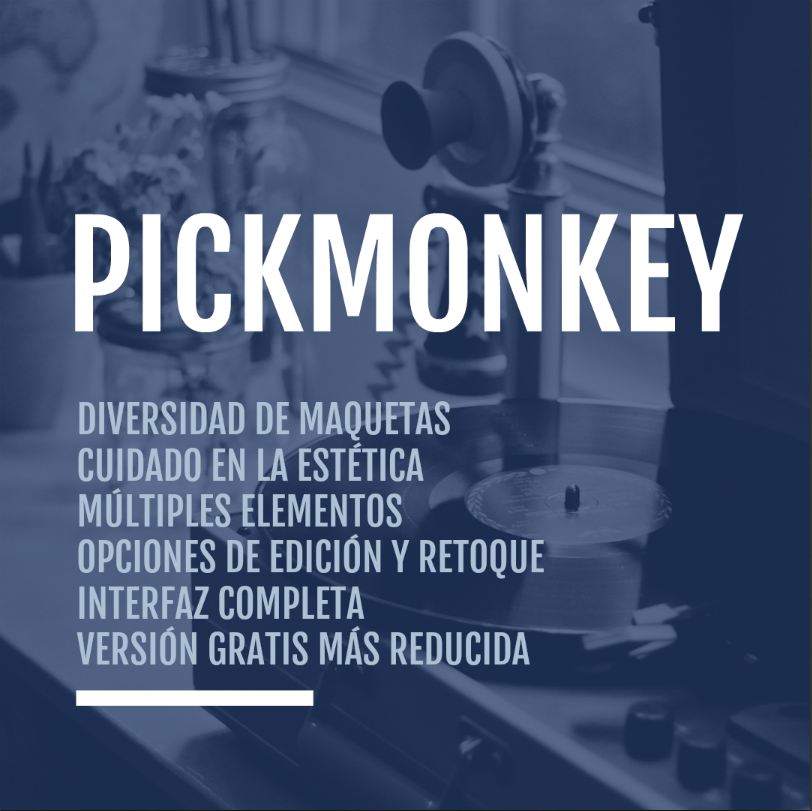 PICKMONKEY
DIVERSIDAD DE MAQUETAS
CUIDADO EN LA ESTÉTICA
MÚLTIPLES ELEMENTOS
OPCIONES DE EDICIÓN Y RETOQUE
INTERFAZ COMPLETA
VERSIÓN GRATIS MÁS REDUCIDA